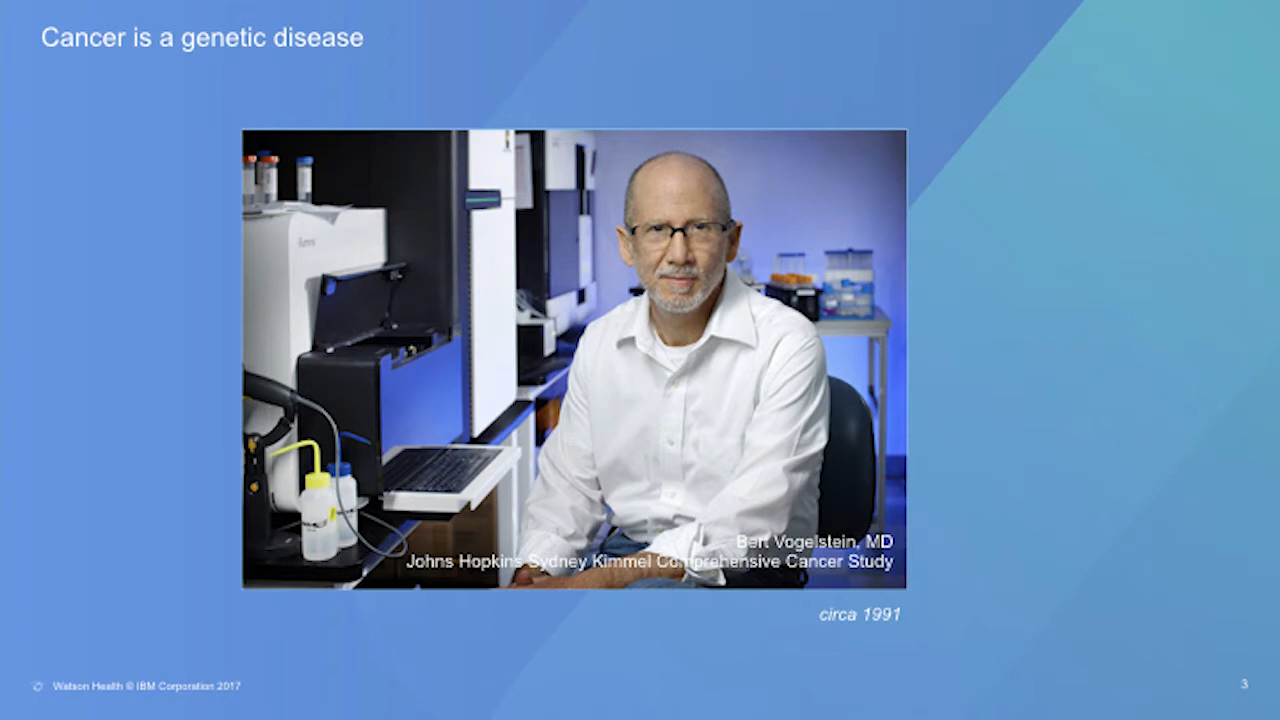 Cancer is a genetic disease
Bert Vogelstein, MD
Johns Hopkins Sydney Kimmel Comprehensive Cancer Study
circa 1991
Watson Health © IBM Corporation 2017
3